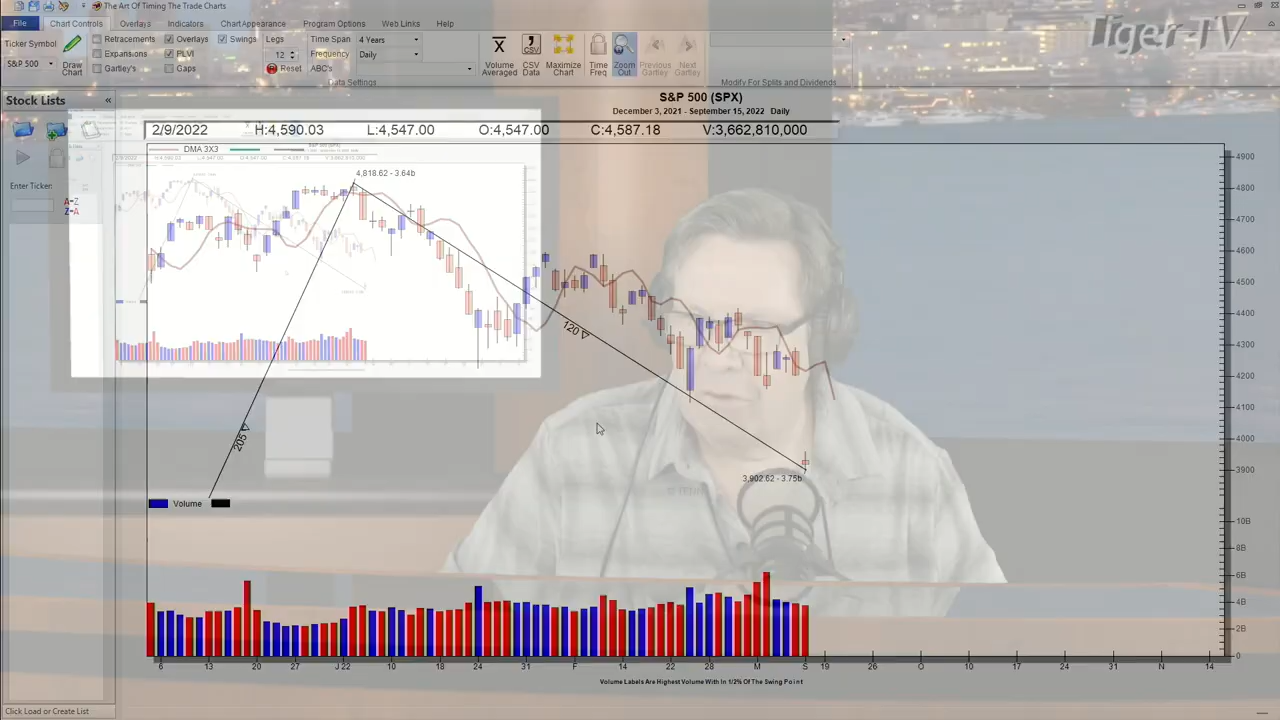 The Art Of Timing The Trade Charts
File Chart Controls Overlays Indicators Chart Appearance Program Options Web Links Help
Tiger-TV
Ticker Symbol
S&P 500
Draw
Chart
Retracements
Expansions
Gartley's
Overlays
PLVI
Gaps
Swings
Legs
12
Reset
Time Span 4 Years
Frequency Daily
ABC's
Data Settings
Volume
Averaged
CSV
CSV
Data
Maximize
Chart
Time
Freq
Zoom
Out
Previous
Gartley
Next
Gartley
Modify For Splits and Dividends
Stock Lists «
S&P 500 (SPX)
December 3, 2021 - September 15, 2022 Daily
2/9/2022 H:4,590.03 L:4,547.00 O:4,547.00 C:4,587.18 V:3,662,810,000
DMA 3X3
4,818.62 - 3.64b
Enter Ticker:
A-Z
Z-A
120
205
3,902.62 - 3.75b
Volume
4900
4800
4700
4600
4500
4400
4300
4200
4100
4000
3900
10B
8B
6B
4B
2B
0
6 13 20 27 J 22 10 18 24 31 F 14 22 28 M S 19 26 O 10 17 24 31 N 14
Volume Labels Are Highest Volume With In 1/2% Of The Swing Point
Click Load or Create List